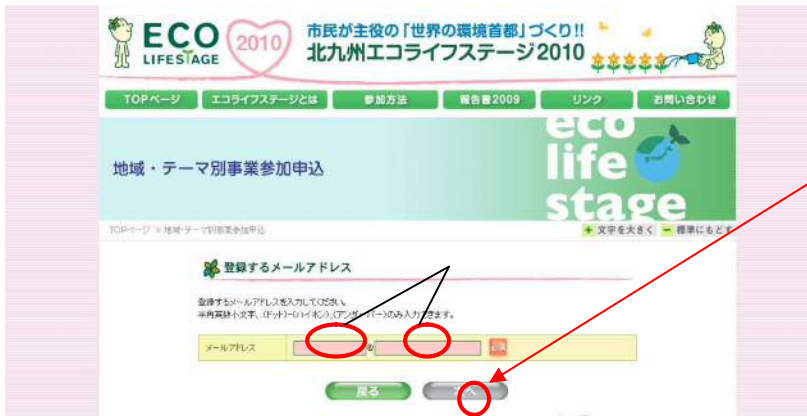 ECO
LIFESTAGE
2010
市民が主役の「世界の環境首都」づくり!!
北九州エコライフステージ2010
TOPページ エコライフステージとは 参加方法 報告書2009 リンク お問い合わせ
地域・テーマ別事業参加申込
eco
life
stage
TOPページ » 地域・テーマ別事業参加申込
+ 文字を大きく - 標準にもどす
登録するメールアドレス
登録するメールアドレスを入力してください。
半角英数小文字、.(ドット)-(ハイホン)_(アンダーバー)のみ入力できます。
メールアドレス @ 必須
戻る 次へ